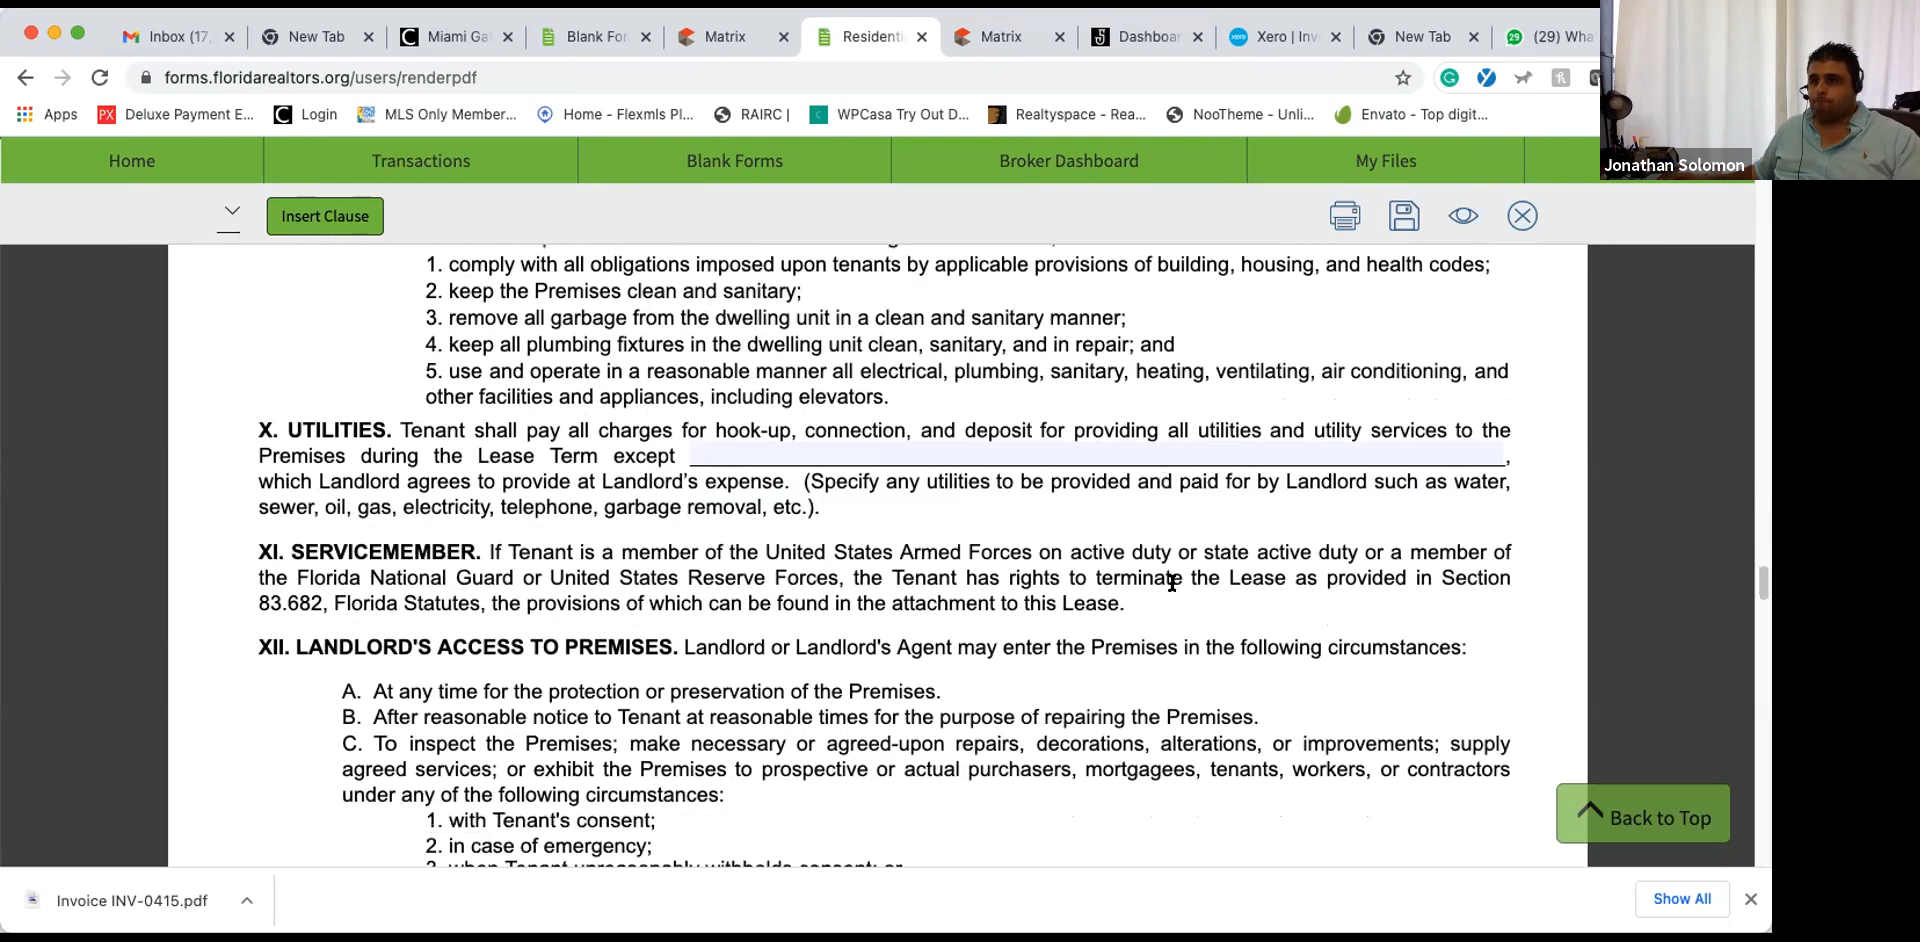 Inbox (17,
New Tab
Miami Ga
Blank For
Matrix
Residenti
Matrix
Dashboar
Xero | Inv
New Tab
29
(29) Wha
forms.floridarealtors.org/users/renderpdf
Apps
PX Deluxe Payment E...
Login
MLS Only Member...
Home - Flexmls Pl...
RAIRC |
WPCasa Try Out D...
Realtyspace - Rea...
NooTheme - Unli...
Envato - Top digit...
Jonathan Solomon
Home
Transactions
Blank Forms
Broker Dashboard
My Files
Insert Clause
1. comply with all obligations imposed upon tenants by applicable provisions of building, housing, and health codes;
2. keep the Premises clean and sanitary;
3. remove all garbage from the dwelling unit in a clean and sanitary manner;
4. keep all plumbing fixtures in the dwelling unit clean, sanitary, and in repair; and
5. use and operate in a reasonable manner all electrical, plumbing, sanitary, heating, ventilating, air conditioning, and
other facilities and appliances, including elevators.
X. UTILITIES. Tenant shall pay all charges for hook-up, connection, and deposit for providing all utilities and utility services to the
Premises during the Lease Term except ,
which Landlord agrees to provide at Landlord's expense. (Specify any utilities to be provided and paid for by Landlord such as water,
sewer, oil, gas, electricity, telephone, garbage removal, etc.).
XI. SERVICEMEMBER. If Tenant is a member of the United States Armed Forces on active duty or state active duty or a member of
the Florida National Guard or United States Reserve Forces, the Tenant has rights to terminate the Lease as provided in Section
83.682, Florida Statutes, the provisions of which can be found in the attachment to this Lease.
XII. LANDLORD'S ACCESS TO PREMISES. Landlord or Landlord's Agent may enter the Premises in the following circumstances:
A. At any time for the protection or preservation of the Premises.
B. After reasonable notice to Tenant at reasonable times for the purpose of repairing the Premises.
C. To inspect the Premises; make necessary or agreed-upon repairs, decorations, alterations, or improvements; supply
agreed services; or exhibit the Premises to prospective or actual purchasers, mortgagees, tenants, workers, or contractors
under any of the following circumstances:
1. with Tenant's consent;
2. in case of emergency;
3. when Tenant unreasonably withholds consent; or
Back to Top
Invoice INV-0415.pdf
Show All